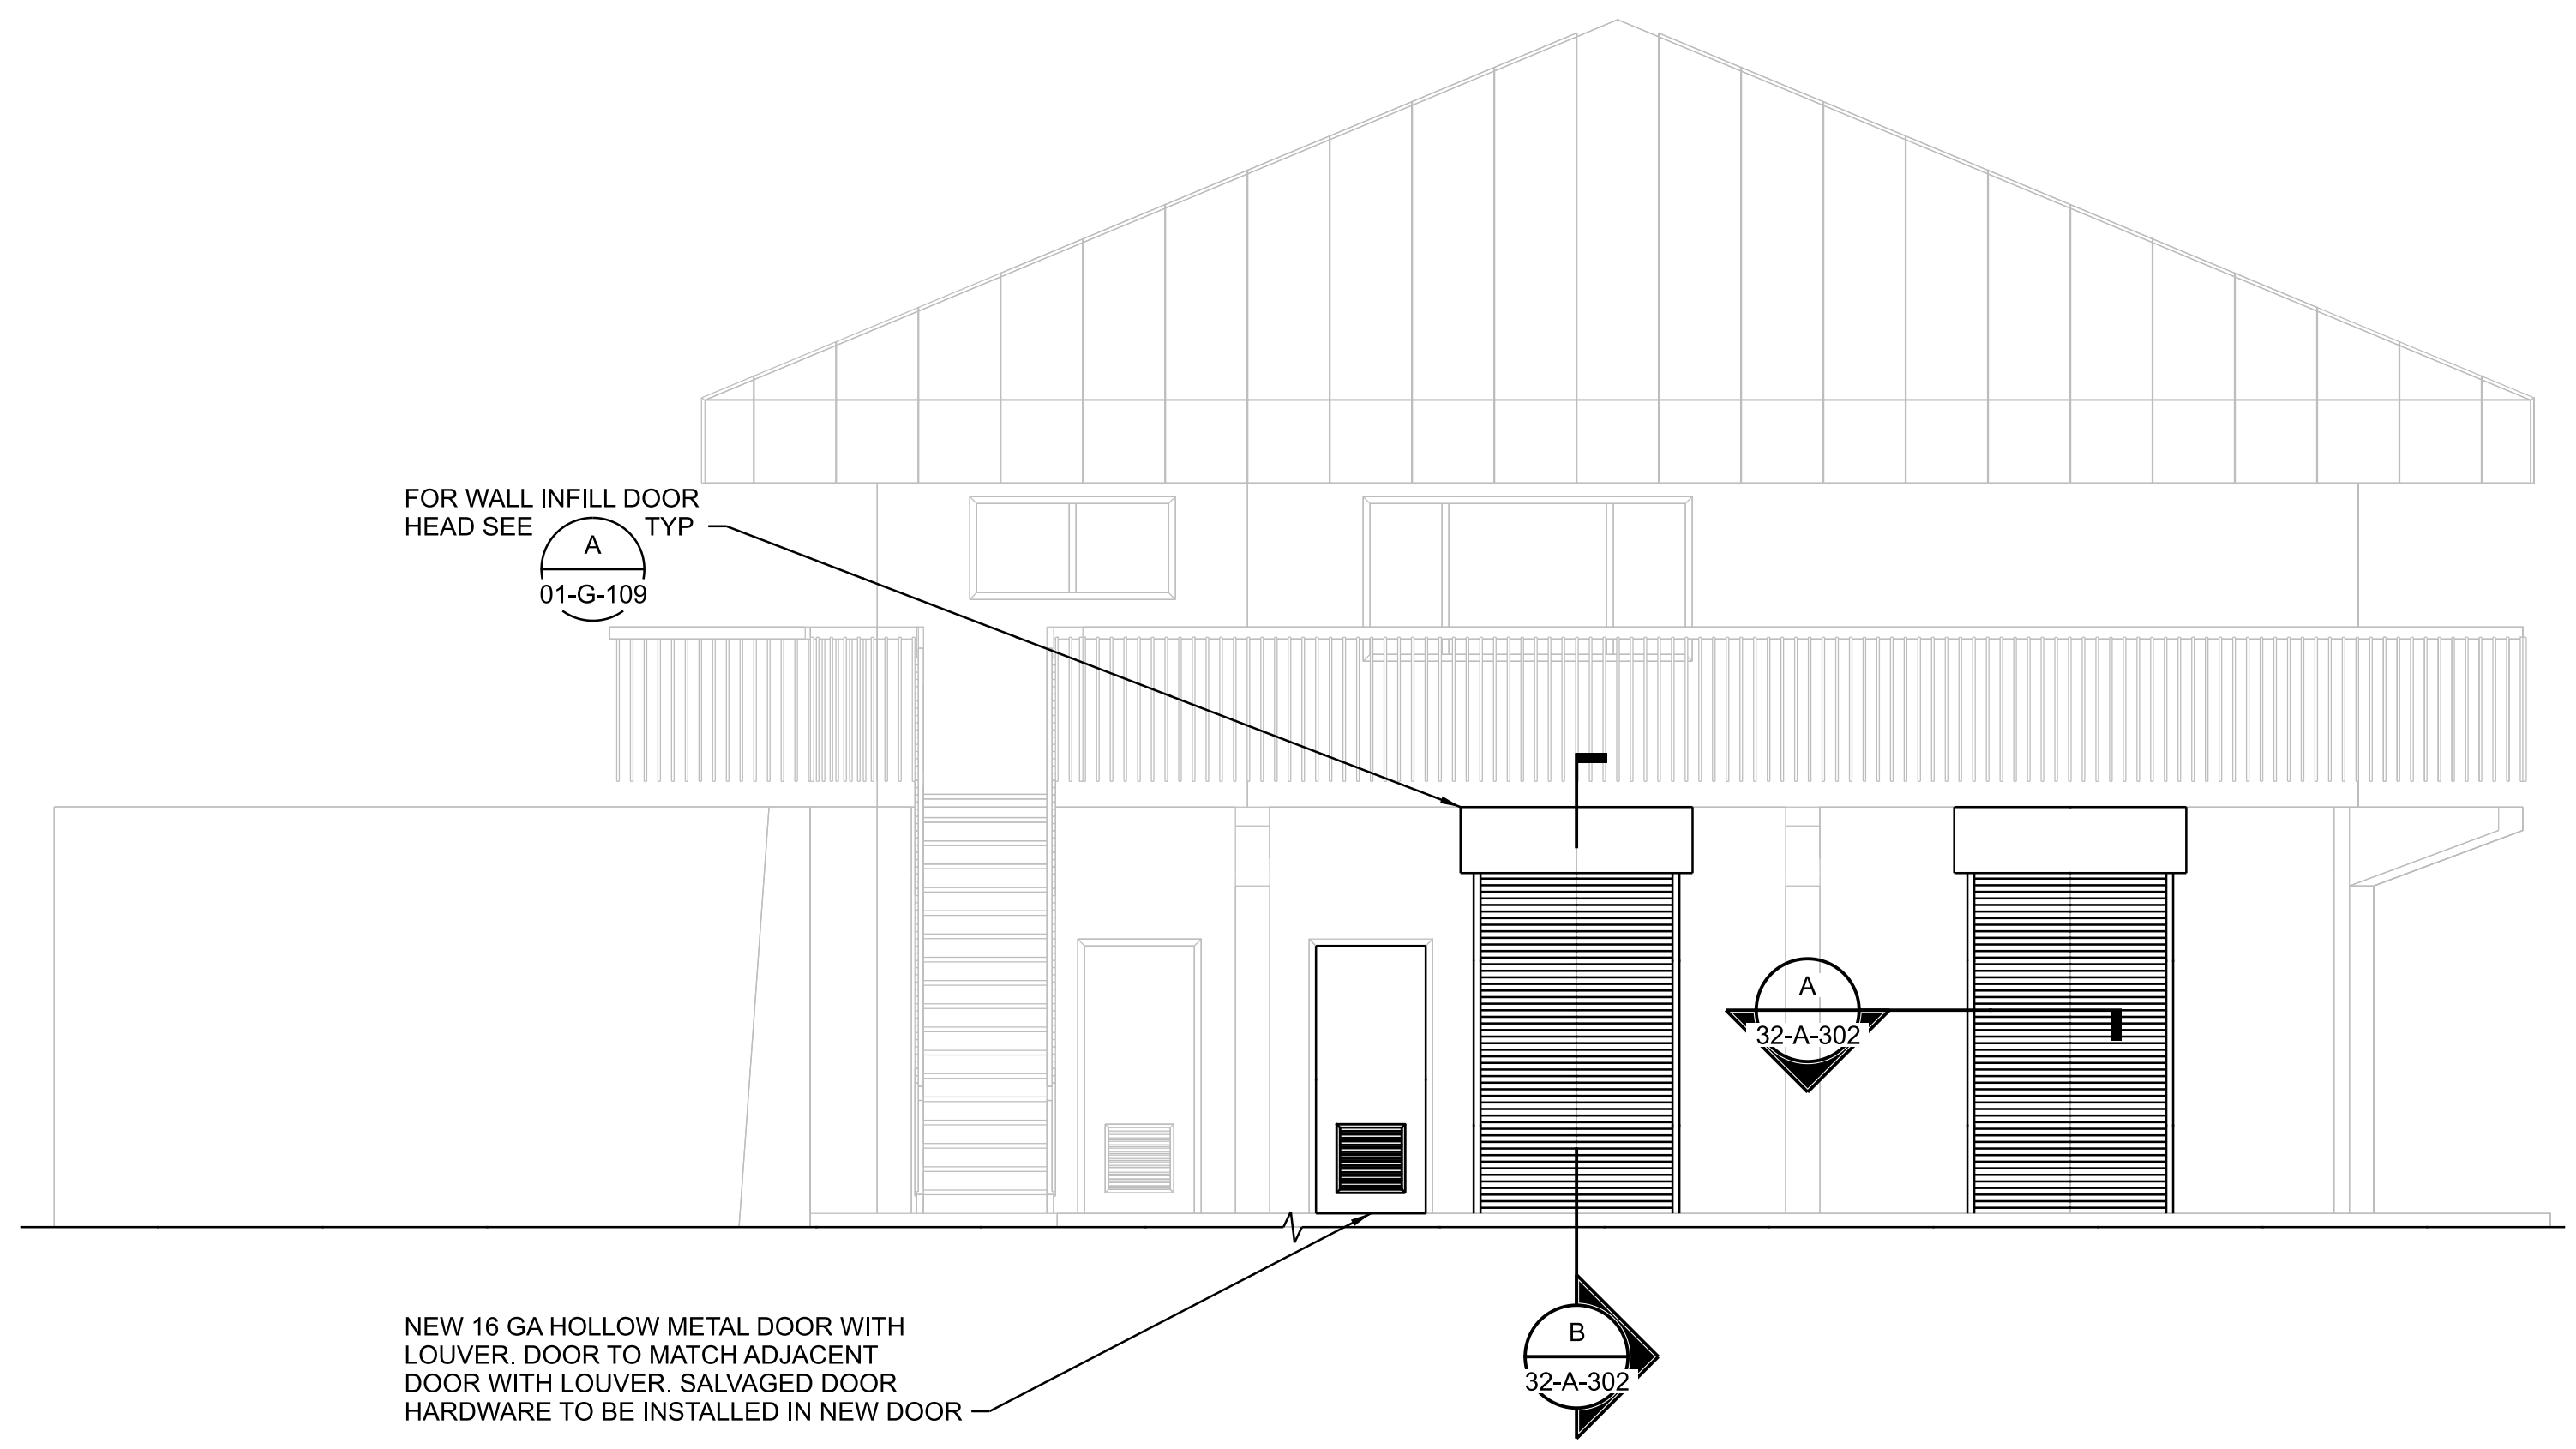 FOR WALL INFILL DOOR
HEAD SEE TYP
A
01-G-109
A
32-A-302
NEW 16 GA HOLLOW METAL DOOR WITH
LOUVER. DOOR TO MATCH ADJACENT
DOOR WITH LOUVER. SALVAGED DOOR
HARDWARE TO BE INSTALLED IN NEW DOOR
B
32-A-302